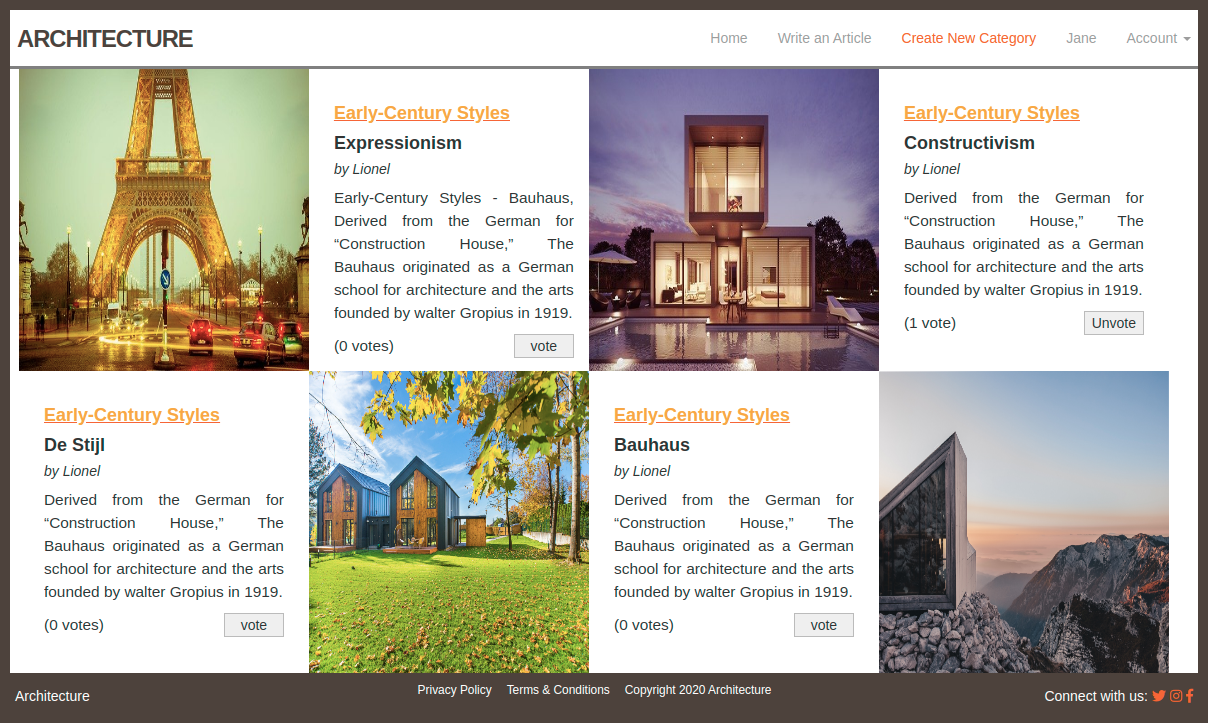 ARCHITECTURE
Home Write an Article Create New Category Jane Account
Early-Century Styles
Expressionism
by Lionel
Early-Century Styles - Bauhaus,
Derived from the German for
“Construction House,” The
Bauhaus originated as a German
school for architecture and the arts
founded by walter Gropius in 1919.
(0 votes) vote
Early-Century Styles
Constructivism
by Lionel
Derived from the German for
“Construction House,” The
Bauhaus originated as a German
school for architecture and the arts
founded by walter Gropius in 1919.
(1 vote) Unvote
Early-Century Styles
De Stijl
by Lionel
Derived from the German for
“Construction House,” The
Bauhaus originated as a German
school for architecture and the arts
founded by walter Gropius in 1919.
(0 votes) vote
Early-Century Styles
Bauhaus
by Lionel
Derived from the German for
“Construction House,” The
Bauhaus originated as a German
school for architecture and the arts
founded by walter Gropius in 1919.
(0 votes) vote
Architecture
Privacy Policy Terms & Conditions Copyright 2020 Architecture
Connect with us: